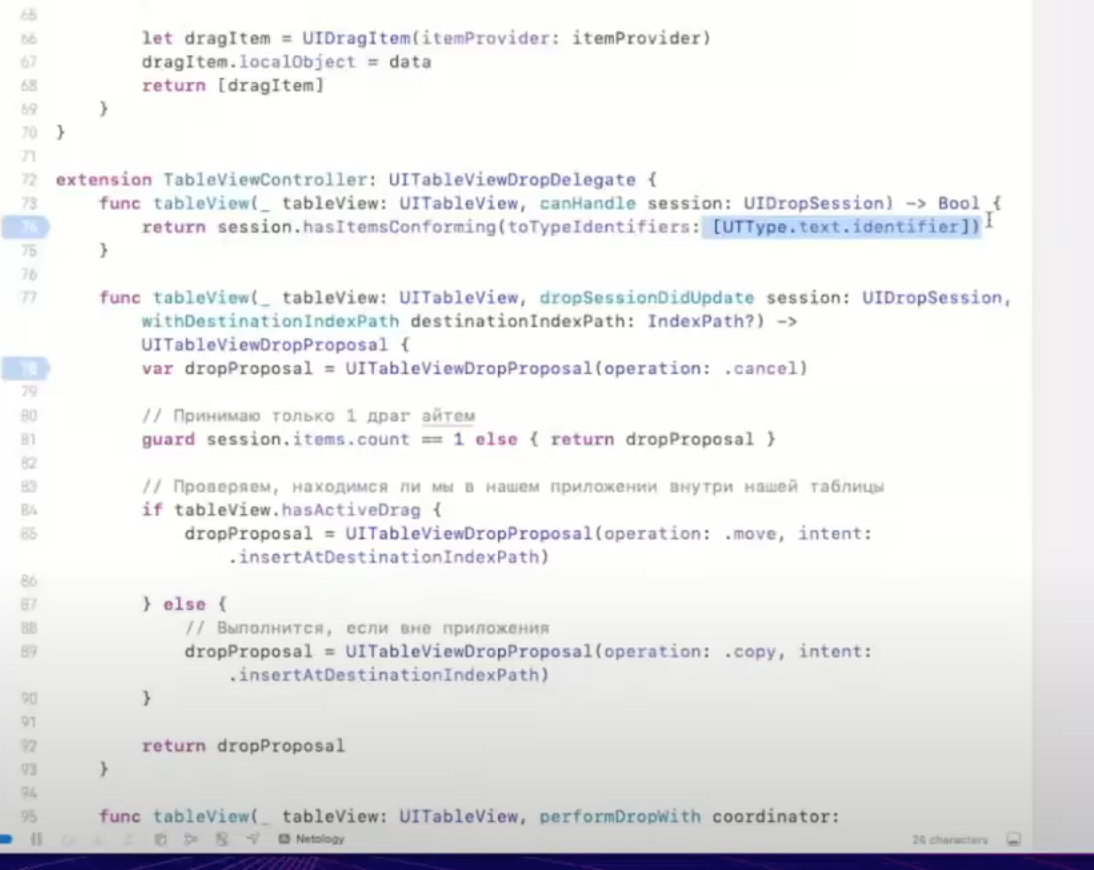 65
66 let dragItem = UIDragItem(itemProvider: itemProvider)
67 dragItem.localObject = data
68 return [dragItem]
69 }
70 }
71
72 extension TableViewController: UITableViewDropDelegate {
73 func tableView(_ tableView: UITableView, canHandle session: UIDropSession) -> Bool {
74 return session.hasItemsConforming(toTypeIdentifiers: [UTType.text.identifier])
75 }
76
77 func tableView(_ tableView: UITableView, dropSessionDidUpdate session: UIDropSession,
withDestinationIndexPath destinationIndexPath: IndexPath?) ->
UITableViewDropProposal {
78 var dropProposal = UITableViewDropProposal(operation: .cancel)
79
80 // Принимаю только 1 драг айтем
81 guard session.items.count == 1 else { return dropProposal }
82
83 // Проверяем, находимся ли мы в нашем приложении внутри нашей таблицы
84 if tableView.hasActiveDrag {
85 dropProposal = UITableViewDropProposal(operation: .move, intent:
.insertAtDestinationIndexPath)
86
87 } else {
88 // Выполнится, если вне приложения
89 dropProposal = UITableViewDropProposal(operation: .copy, intent:
.insertAtDestinationIndexPath)
90 }
91
92 return dropProposal
93 }
94
95 func tableView(_ tableView: UITableView, performDropWith coordinator:
Netology
26 characters